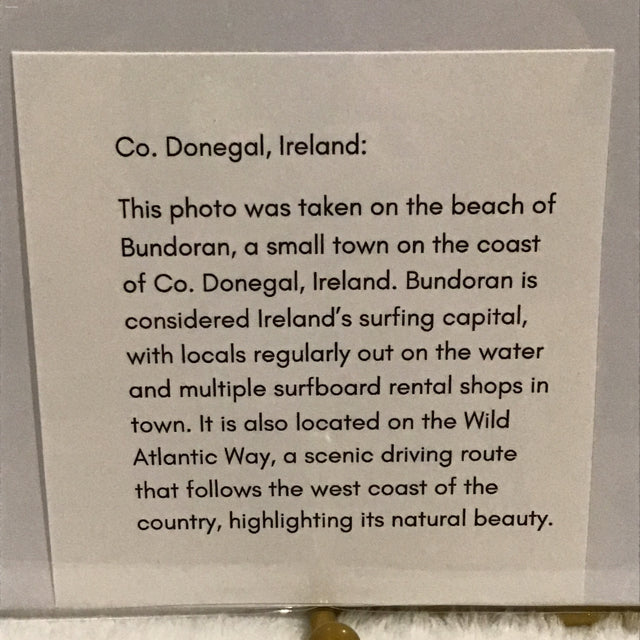 Co. Donegal, Ireland:
This photo was taken on the beach of
Bundoran, a small town on the coast
of Co. Donegal, Ireland. Bundoran is
considered Ireland's surfing capital,
with locals regularly out on the water
and multiple surfboard rental shops in
town. It is also located on the Wild
Atlantic Way, a scenic driving route
that follows the west coast of the
country, highlighting its natural beauty.